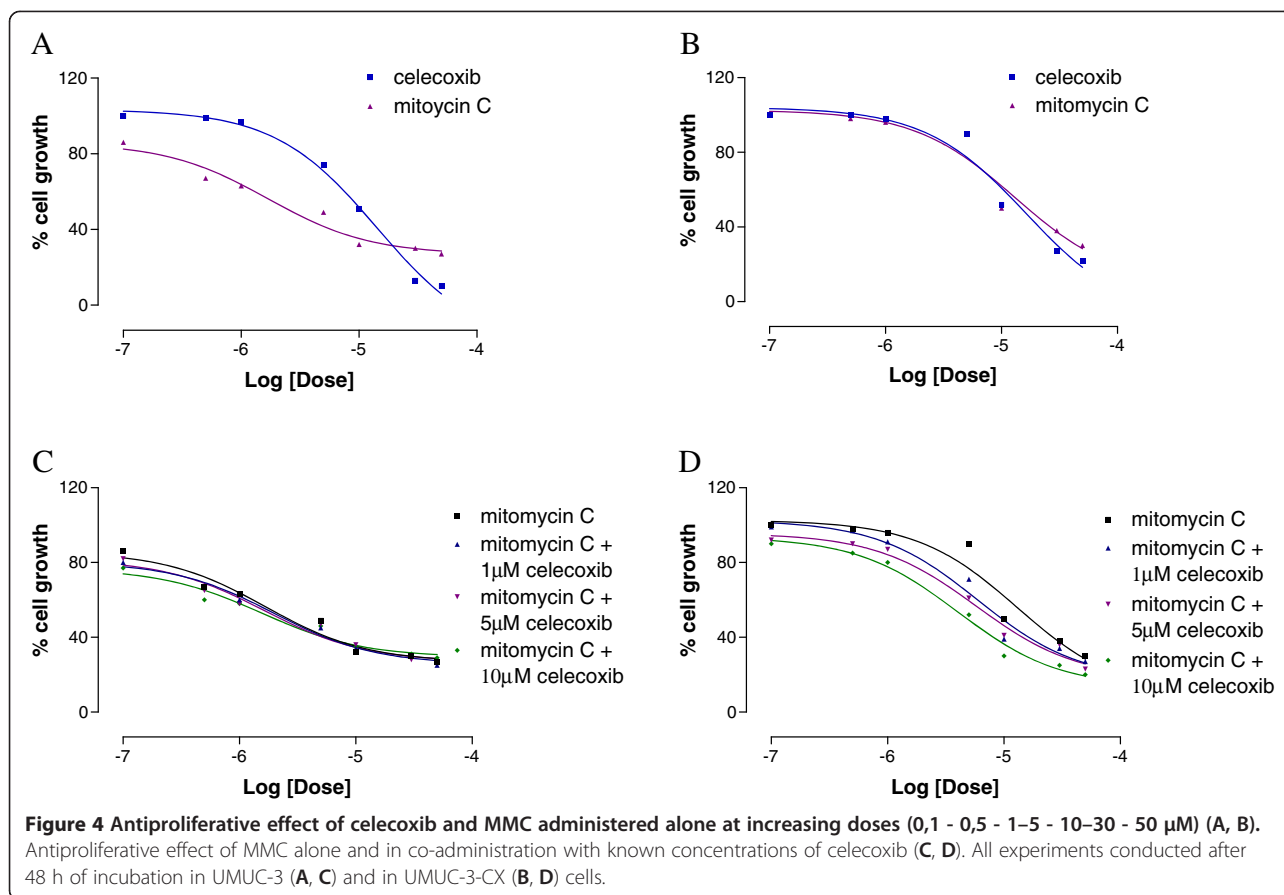 A
celecoxib
mitoycin C
120
80
40
0
% cell growth
-7
-6
-5
-4
Log [Dose]
B
celecoxib
mitomycin C
120
80
40
0
% cell growth
-7
-6
-5
-4
Log [Dose]
C
mitomycin C
mitomycin C +
1μM celecoxib
mitomycin C +
5μM celecoxib
mitomycin C +
10μM celecoxib
120
80
40
0
% cell growth
-7
-6
-5
-4
Log [Dose]
D
mitomycin C
mitomycin C +
1μM celecoxib
mitomycin C +
5μM celecoxib
mitomycin C +
10μM celecoxib
120
80
40
0
% cell growth
-7
-6
-5
-4
Log [Dose]
Figure 4 Antiproliferative effect of celecoxib and MMC administered alone at increasing doses (0,1 - 0,5 - 1–5 - 10–30 - 50 μM) (A, B).
Antiproliferative effect of MMC alone and in co-administration with known concentrations of celecoxib (C, D). All experiments conducted after
48 h of incubation in UMUC-3 (A, C) and in UMUC-3-CX (B, D) cells.